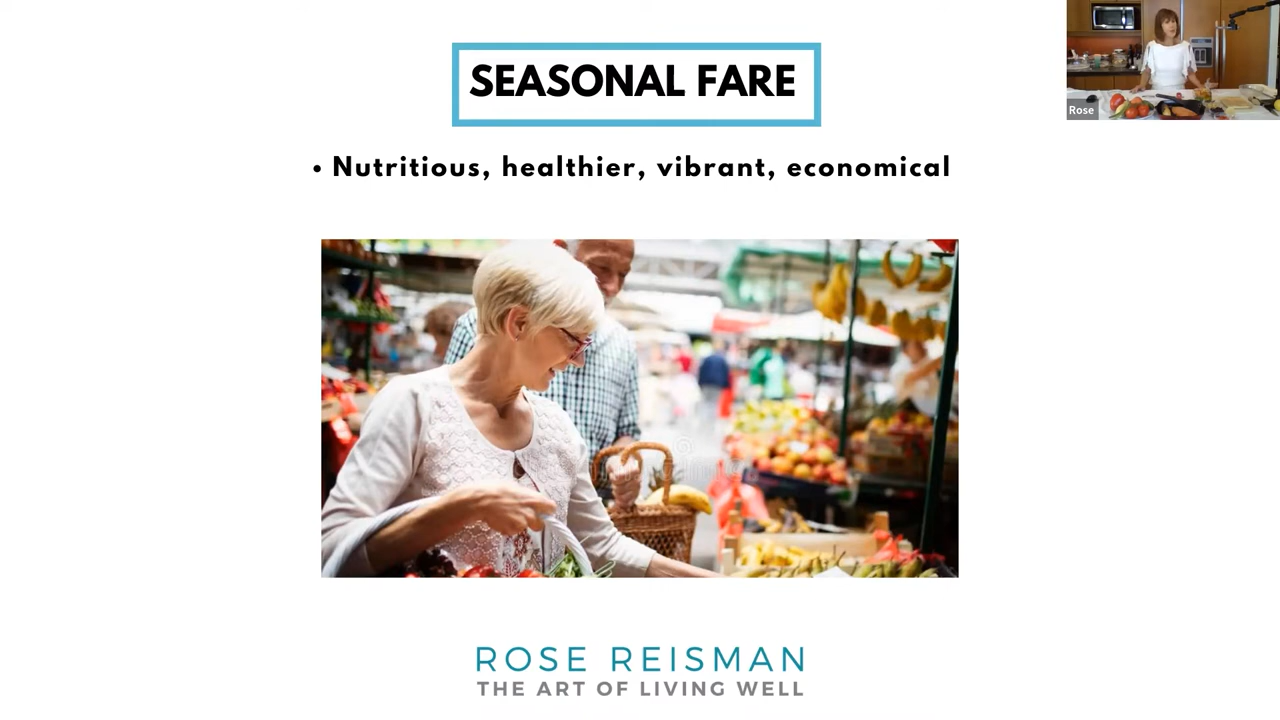 SEASONAL FARE
Rose
• Nutritious, healthier, vibrant, economical
ROSE REISMAN
THE ART OF LIVING WELL